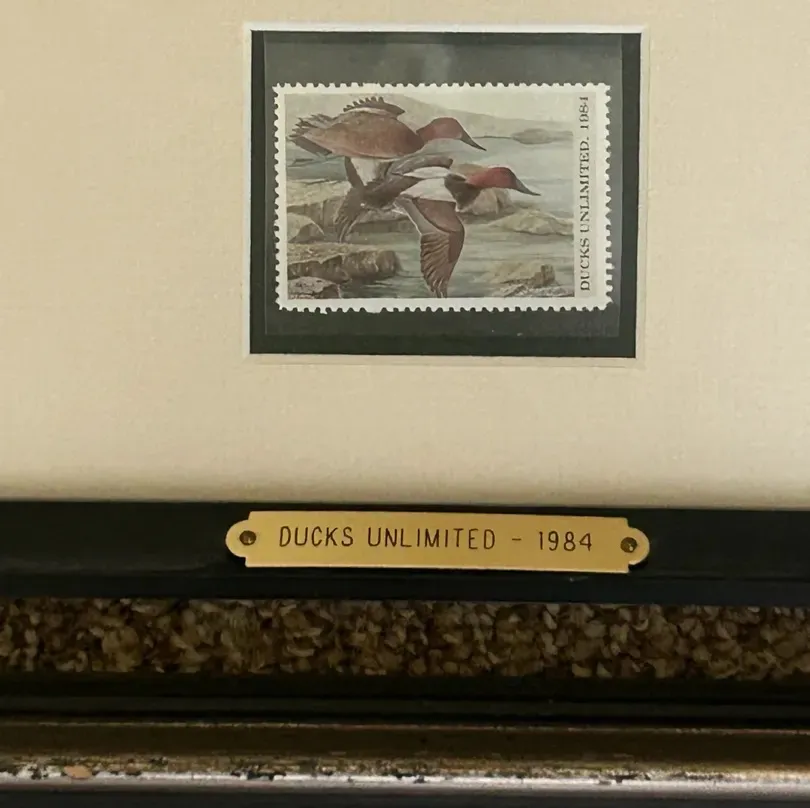 DUCKS UNLIMITED. 1984
DUCKS UNLIMITED - 1984